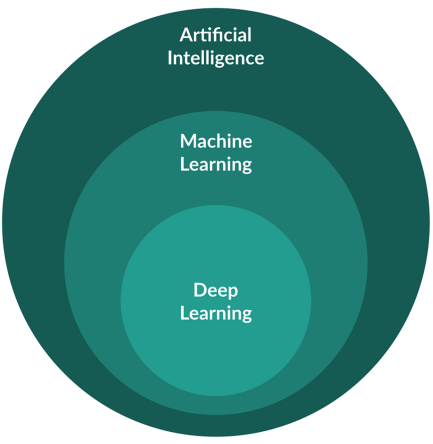 Artificial
Intelligence
Machine
Learning
Deep
Learning